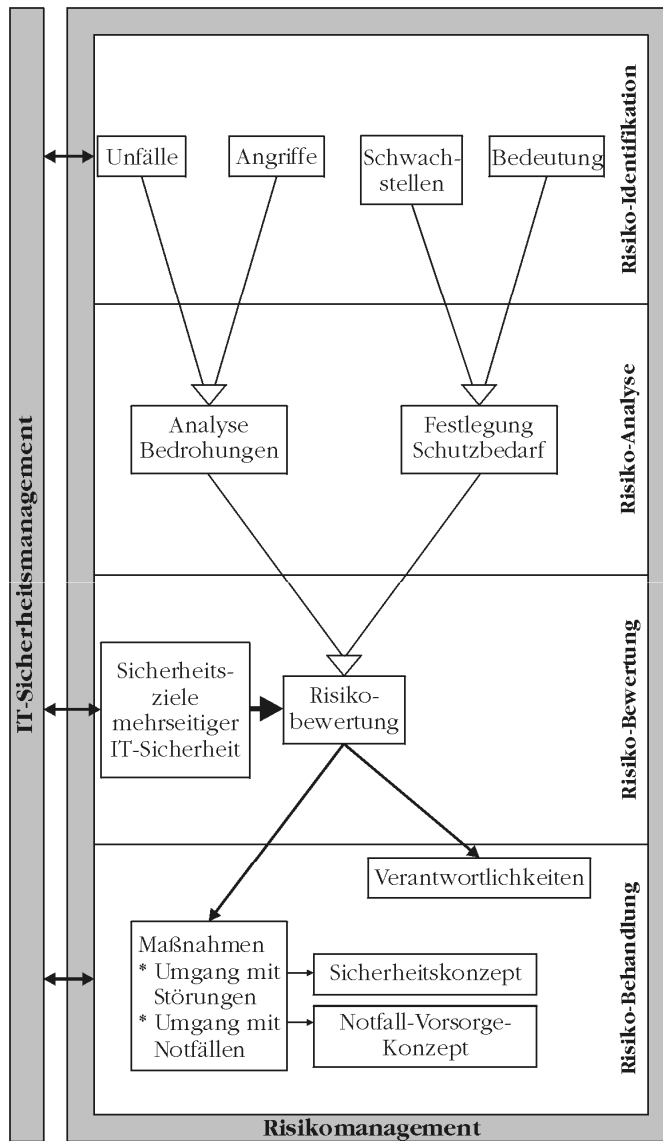 IT-Sicherheitsmanagement
Risiko-Identifikation
Unfälle
Angriffe
Schwach-
stellen
Bedeutung
Risiko-Analyse
Analyse
Bedrohungen
Festlegung
Schutzbedarf
Risiko-Bewertung
Sicherheits-
ziele
mehrseitiger
IT-Sicherheit
Risiko-
bewertung
Risiko-Behandlung
Verantwortlichkeiten
Maßnahmen
* Umgang mit
Störungen
* Umgang mit
Notfällen
Sicherheitskonzept
Notfall-Vorsorge-
Konzept
Risikomanagement